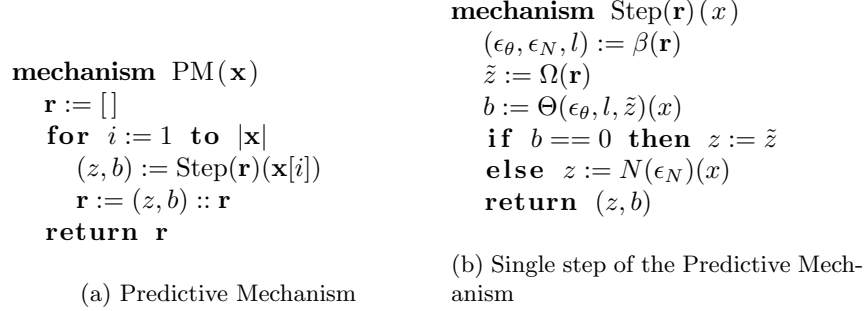 mechanism PM(x)
r := []
for i := 1 to |x|
(z, b) := Step(r)(x[i])
r := (z, b) :: r
return r
(a) Predictive Mechanism
mechanism Step(r)(x)
(ϵ_θ, ϵ_N, l) := β(r)
z̃ := Ω(r)
b := Θ(ϵ_θ, l, z̃)(x)
if b == 0 then z := z̃
else z := N(ϵ_N)(x)
return (z, b)
(b) Single step of the Predictive Mech-
anism